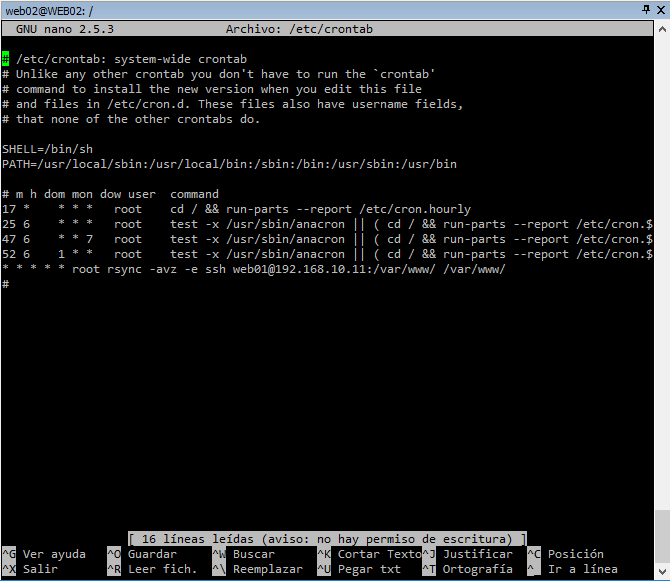 web02@WEB02: /
GNU nano 2.5.3 Archivo: /etc/crontab
# /etc/crontab: system-wide crontab
# Unlike any other crontab you don't have to run the `crontab'
# command to install the new version when you edit this file
# and files in /etc/cron.d. These files also have username fields,
# that none of the other crontabs do.
SHELL=/bin/sh
PATH=/usr/local/sbin:/usr/local/bin:/sbin:/bin:/usr/sbin:/usr/bin
# m h dom mon dow user command
17 * * * * root cd / && run-parts --report /etc/cron.hourly
25 6 * * * root test -x /usr/sbin/anacron || ( cd / && run-parts --report /etc/cron.$
47 6 * * 7 root test -x /usr/sbin/anacron || ( cd / && run-parts --report /etc/cron.$
52 6 1 * * root test -x /usr/sbin/anacron || ( cd / && run-parts --report /etc/cron.$
* * * * * root rsync -avz -e ssh web01@192.168.10.11:/var/www/ /var/www/
#
[ 16 líneas leídas (aviso: no hay permiso de escritura) ]
^G Ver ayuda ^O Guardar ^W Buscar ^K Cortar Texto ^J Justificar ^C Posición
^X Salir ^R Leer fich. ^\ Reemplazar ^U Pegar txt ^T Ortografía ^_ Ir a línea